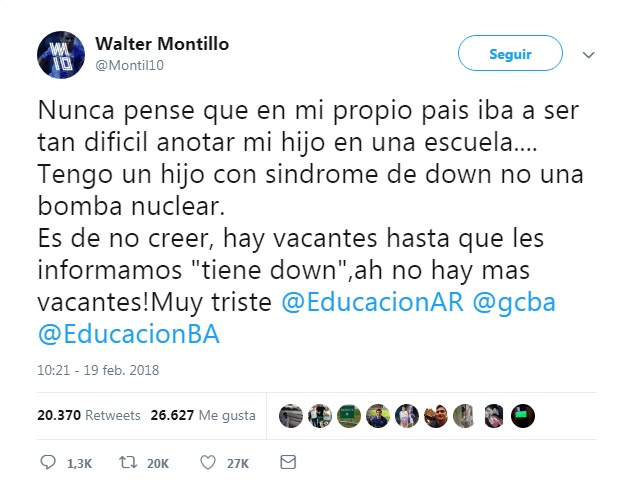 Walter Montillo
@Montil10
Seguir
Nunca pense que en mi propio pais iba a ser
tan dificil anotar mi hijo en una escuela....
Tengo un hijo con sindrome de down no una
bomba nuclear.
Es de no creer, hay vacantes hasta que les
informamos "tiene down",ah no hay mas
vacantes!Muy triste @EducacionAR @gcba
@EducacionBA
10:21 - 19 feb. 2018
20.370 Retweets 26.627 Me gusta
1,3K 20K 27K